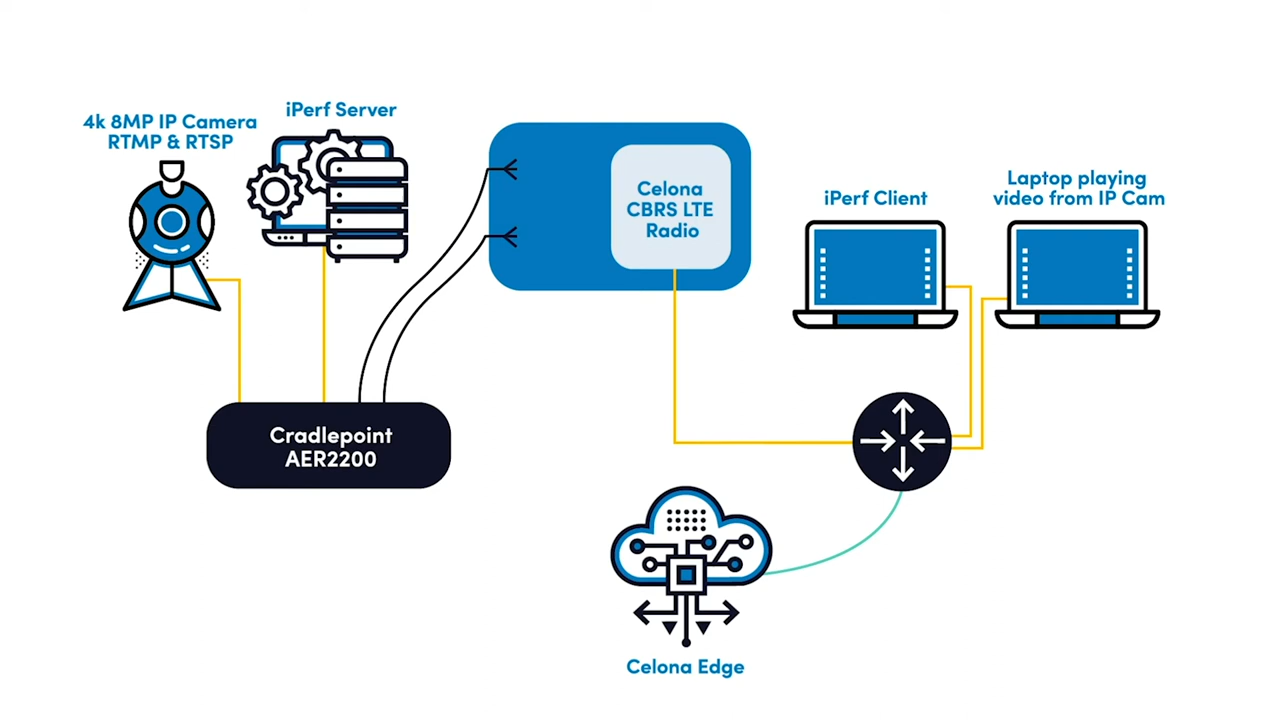 4k 8MP IP Camera
RTMP & RTSP
iPerf Server
Celona
CBRS LTE
Radio
iPerf Client
Laptop playing
video from IP Cam
Cradlepoint
AER2200
Celona Edge